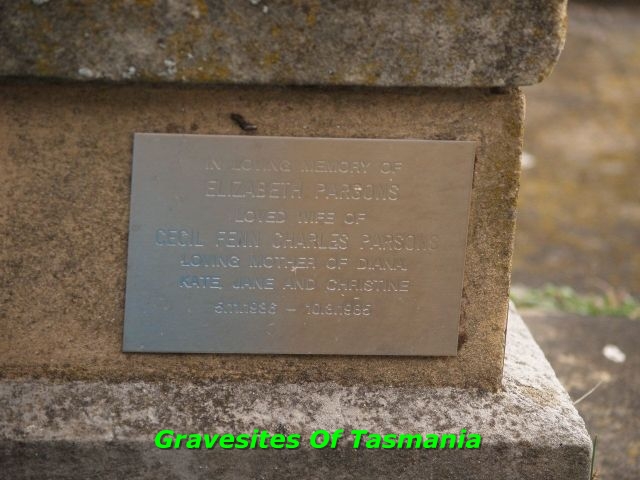 IN LOVING MEMORY OF
ELIZABETH PARSONS
LOVED WIFE OF
CECIL FENN CHARLES PARSONS
LOVING MOTHER OF DIANA,
KATE, JANE AND CHRISTINE
Gravesites Of Tasmania